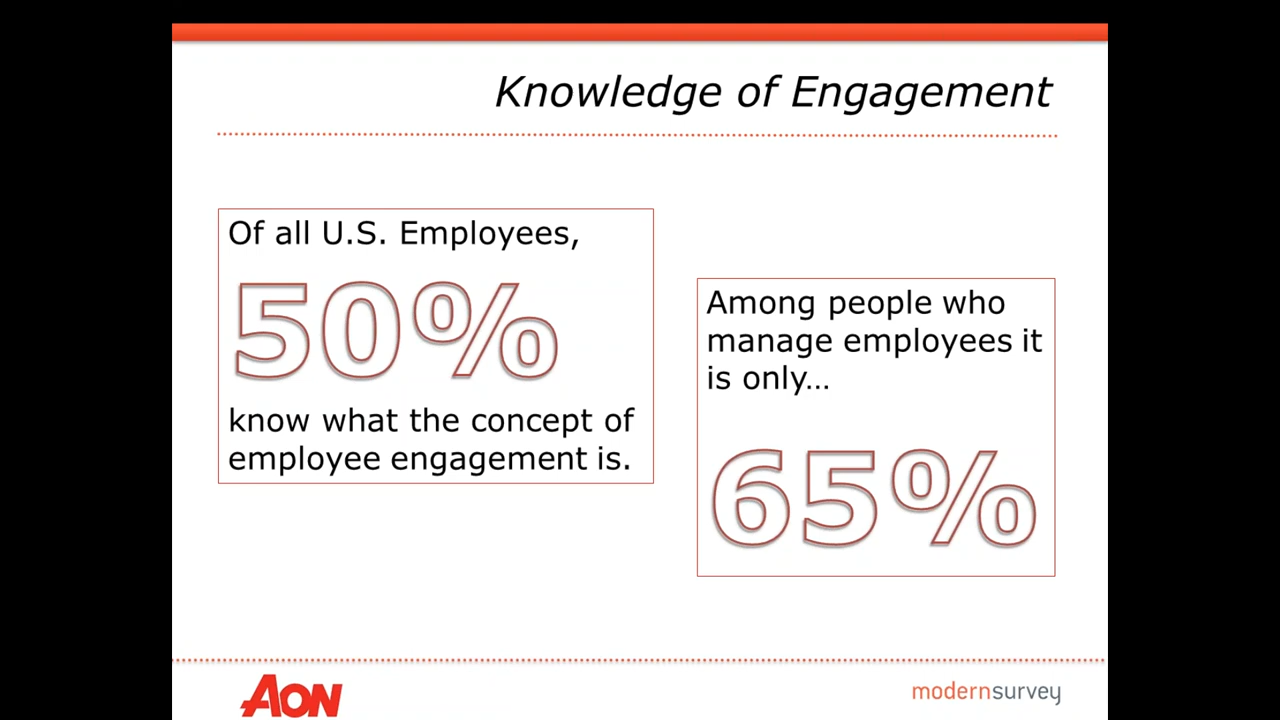 Knowledge of Engagement
Of all U.S. Employees,
50%
know what the concept of
employee engagement is.
Among people who
manage employees it
is only…
65%
AON
modernsurvey